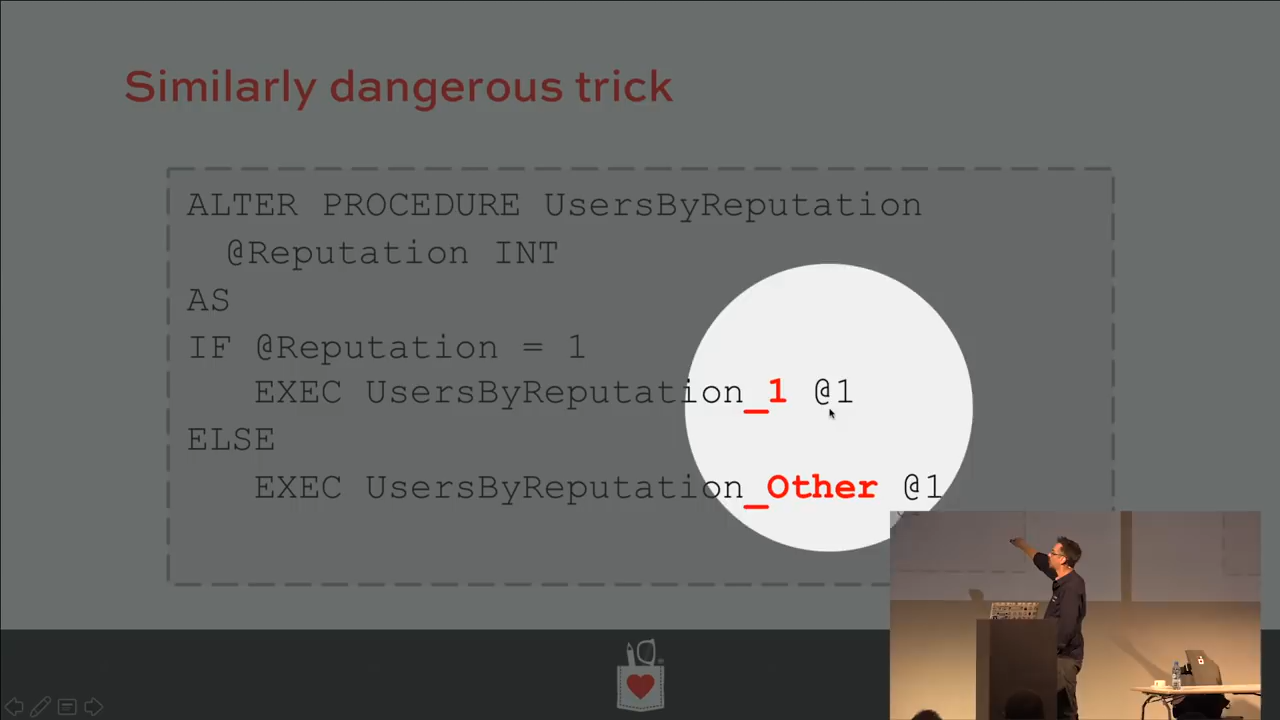 Similarly dangerous trick
ALTER PROCEDURE UsersByReputation
@Reputation INT
AS
IF @Reputation = 1
EXEC UsersByReputation_1 @1
ELSE
EXEC UsersByReputation_Other @1